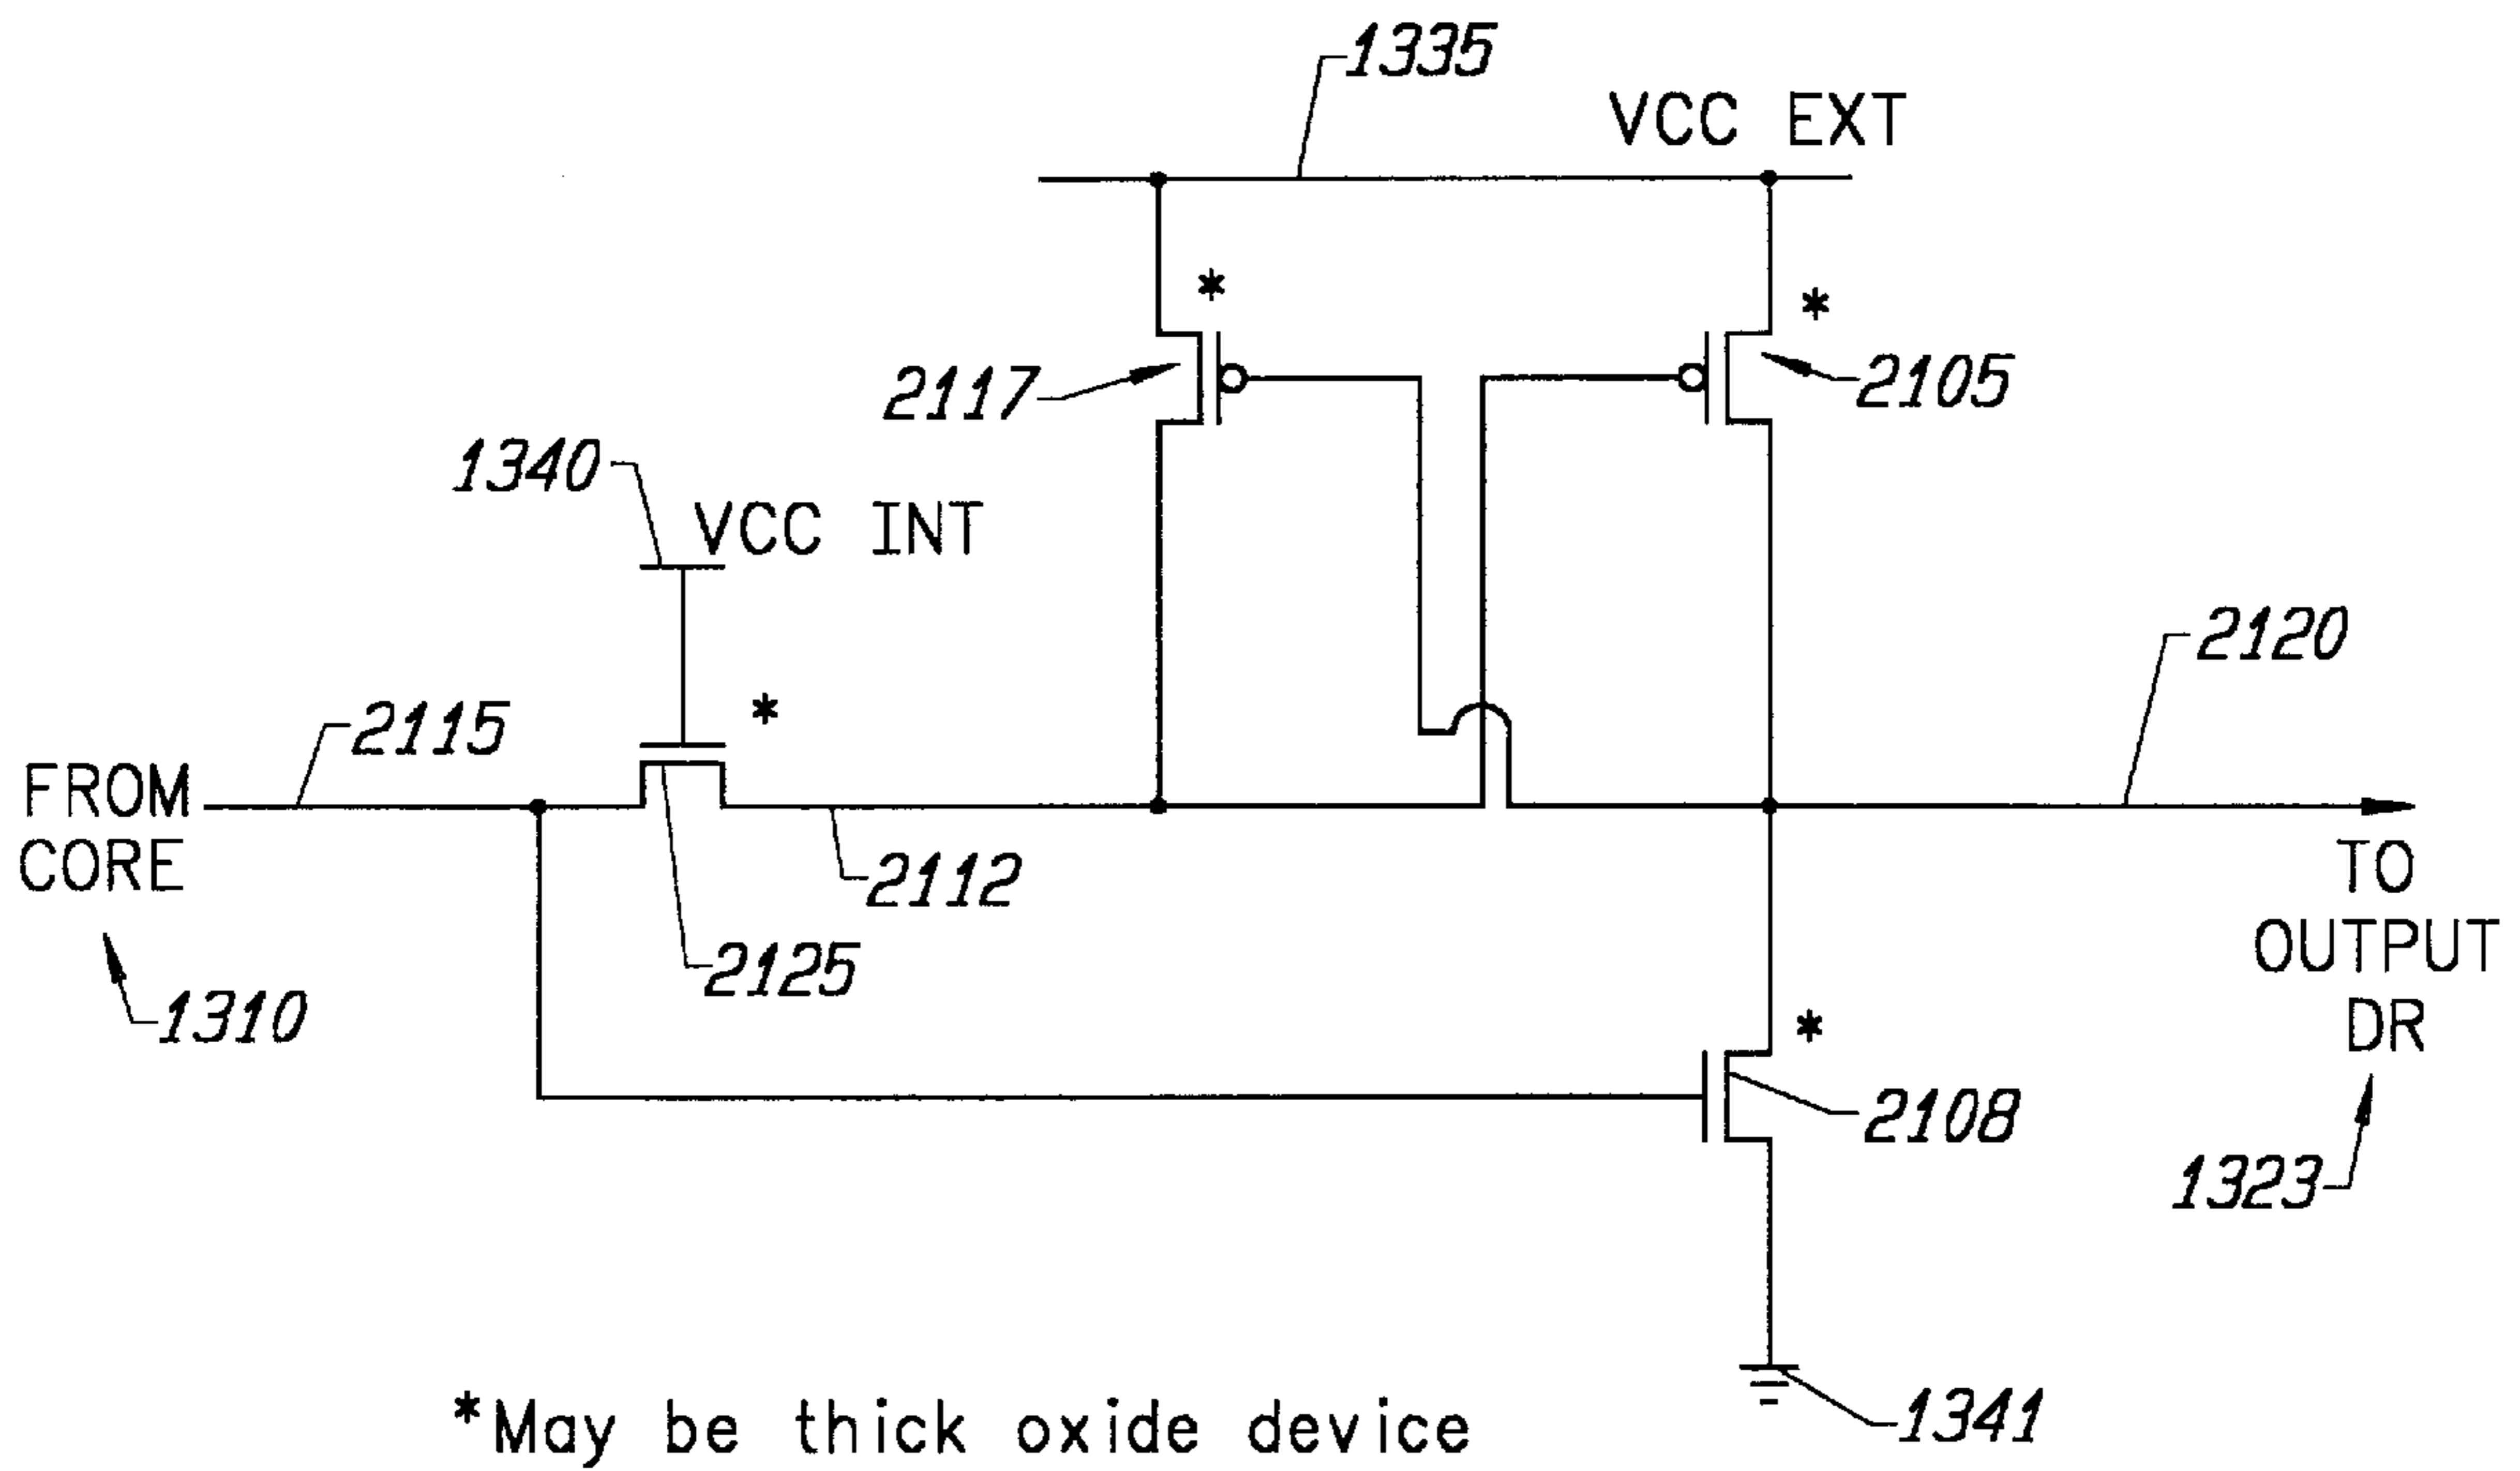 1335
VCC EXT
*
*
2117
2105
1340
VCC INT
2120
2115
*
FROM
CORE
2112
TO
OUTPUT
DR
2125
1310
*
2108
1323
1341
*May be thick oxide device